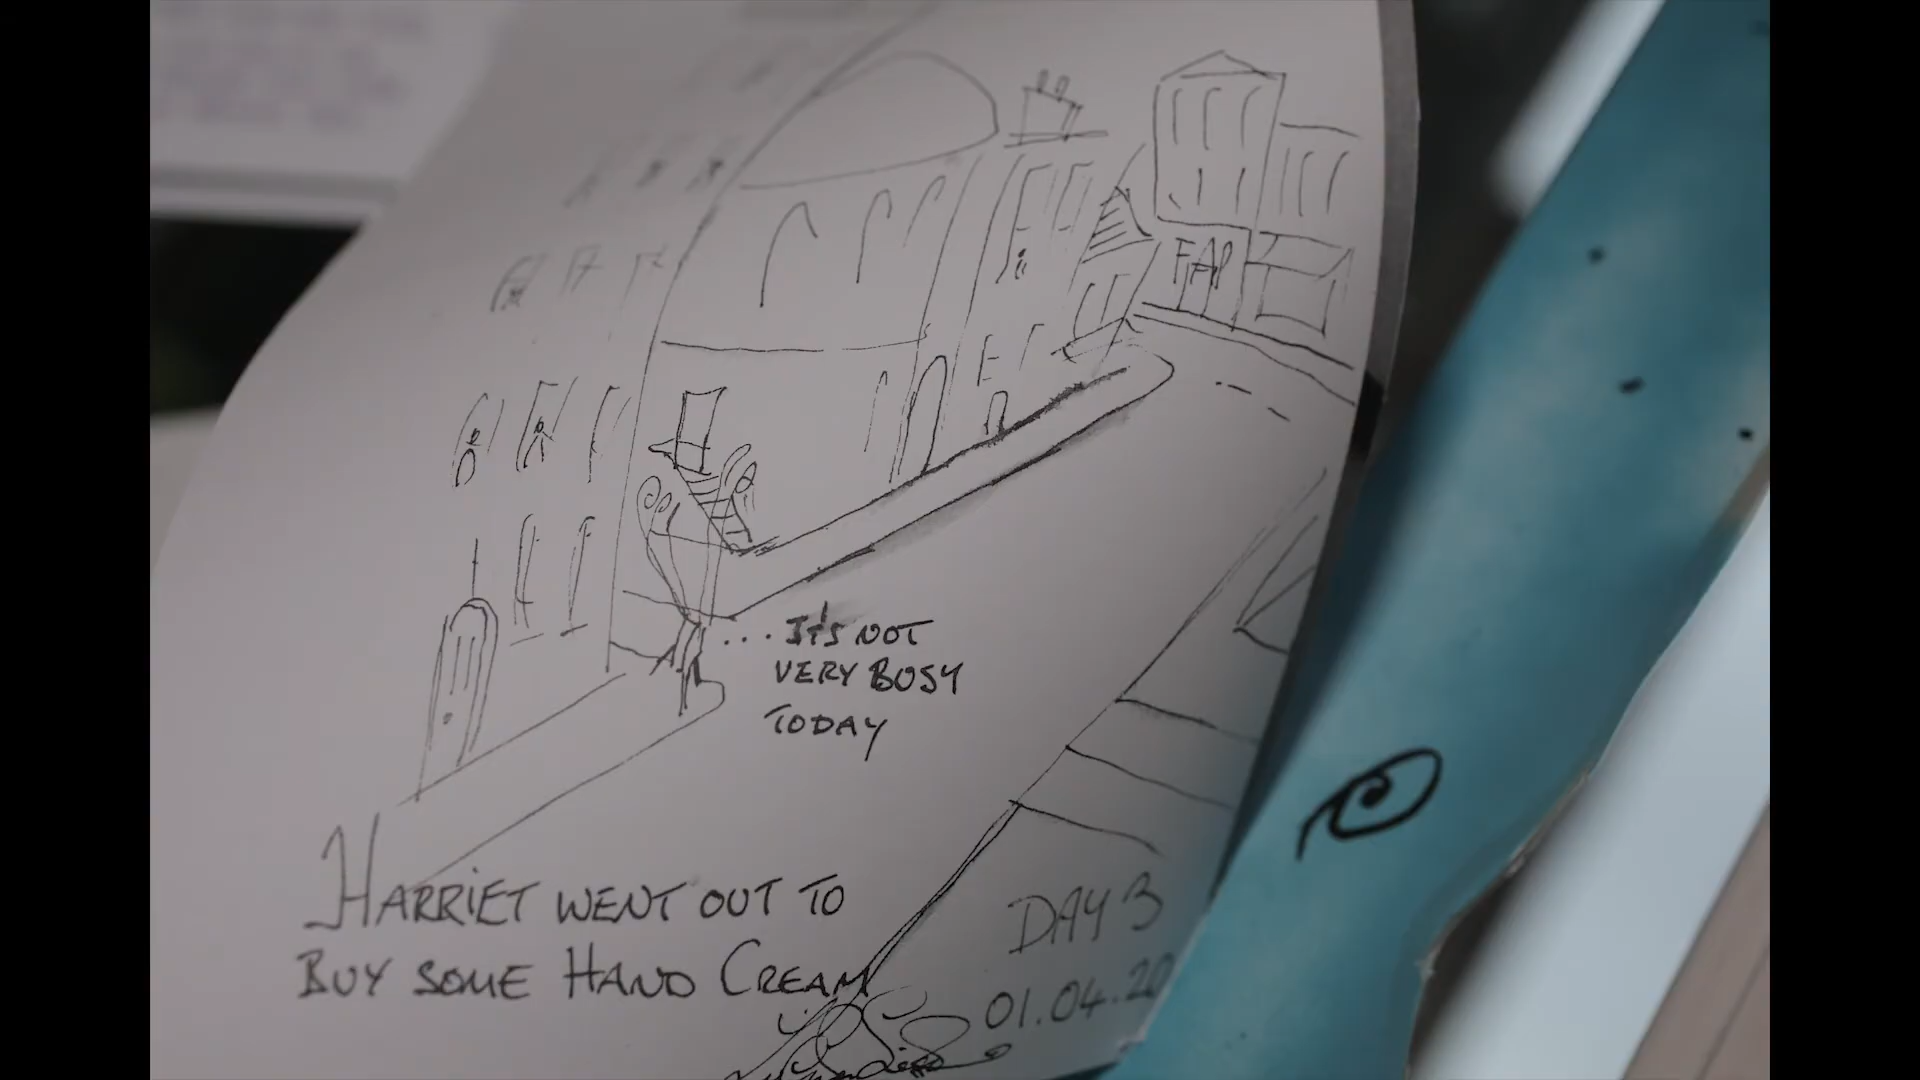 ...IT'S NOT
VERY BUSY
TODAY
HARRIET WENT OUT TO
BUY SOME HAND CREAM
DAY 3
01.04.20